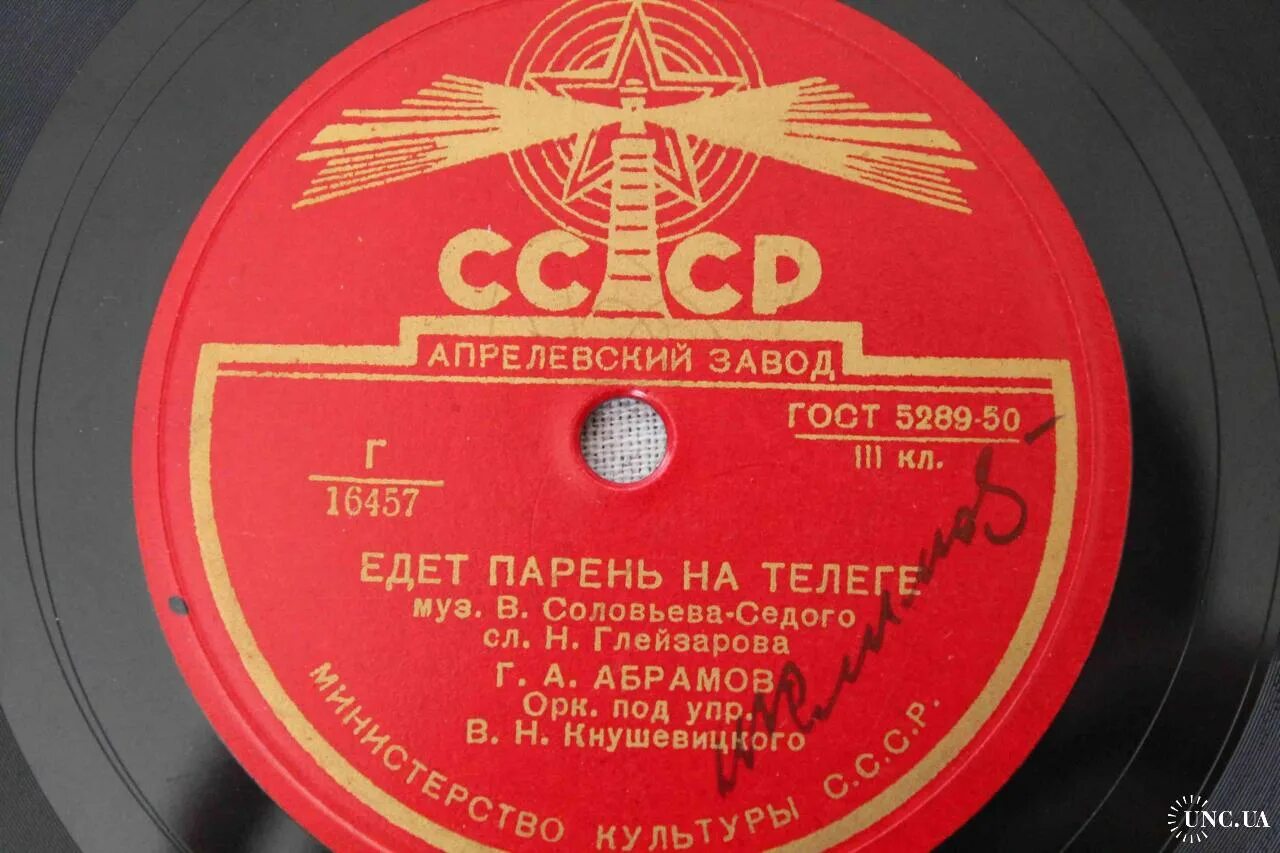 СССР
АПРЕЛЕВСКИЙ ЗАВОД
ГОСТ 5289-50
III кл.
Г
16457
ЕДЕТ ПАРЕНЬ НА ТЕЛЕГЕ
муз. В. Соловьева-Седого
сл. Н. Глейзарова
Г. А. АБРАМОВ
Орк. под упр.
В. Н. Кнушевицкого
МИНИСТЕРСТВО КУЛЬТУРЫ С.С.С.Р.
UNC.UA